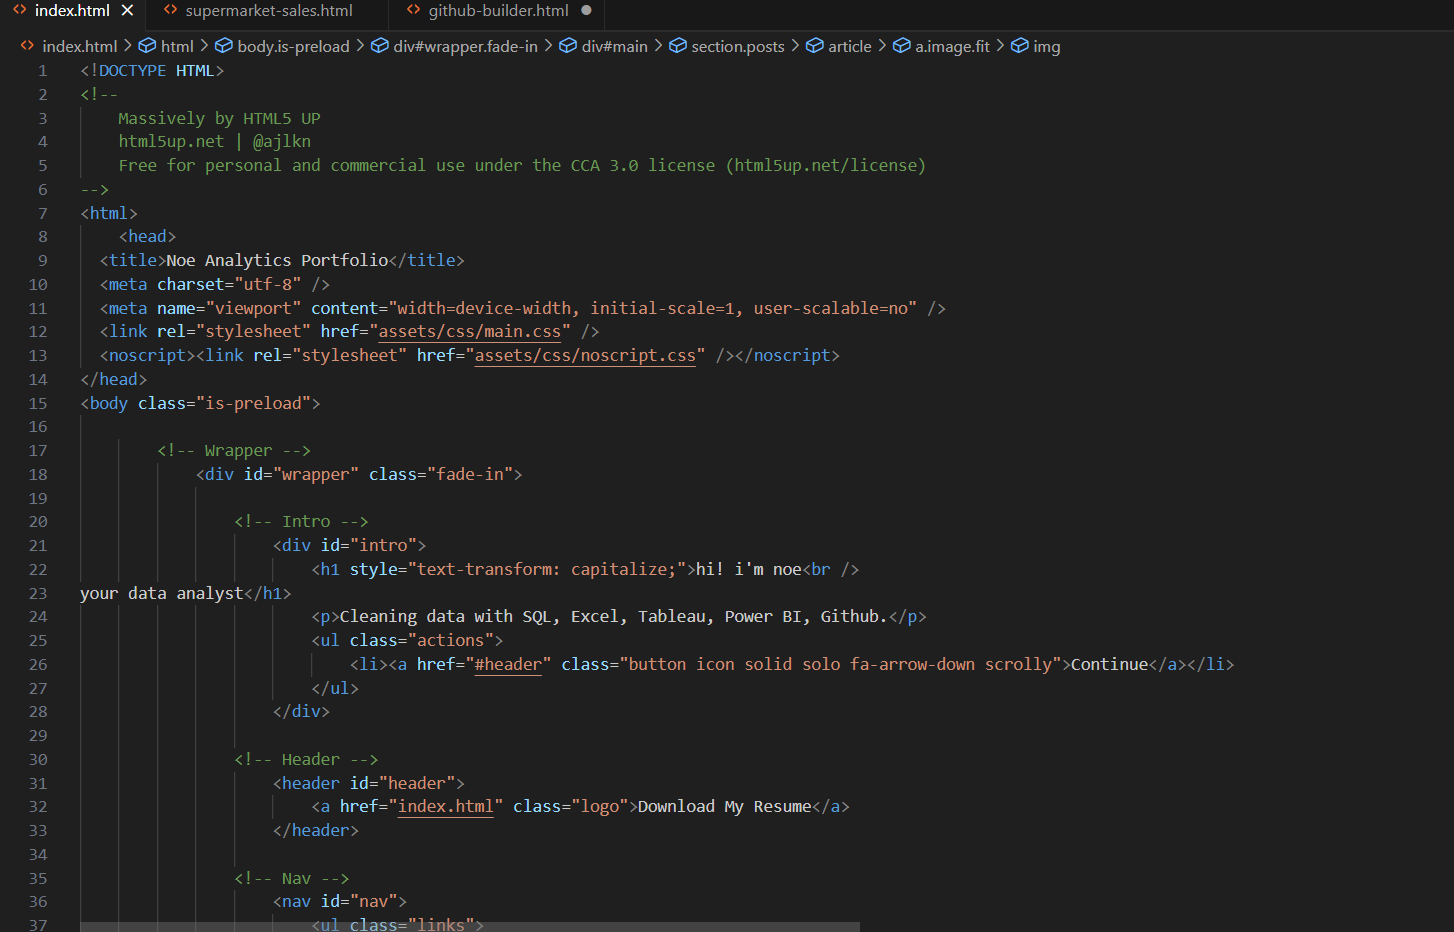 index.html supermarket-sales.html github-builder.html
index.html html body.is-preload div#wrapper.fade-in div#main section.posts article a.image.fit img
1 <!DOCTYPE HTML>
2 <!--
3 Massively by HTML5 UP
4 html5up.net | @ajlkn
5 Free for personal and commercial use under the CCA 3.0 license (html5up.net/license)
6 -->
7 <html>
8 <head>
9 <title>Noe Analytics Portfolio</title>
10 <meta charset="utf-8" />
11 <meta name="viewport" content="width=device-width, initial-scale=1, user-scalable=no" />
12 <link rel="stylesheet" href="assets/css/main.css" />
13 <noscript><link rel="stylesheet" href="assets/css/noscript.css" /></noscript>
14 </head>
15 <body class="is-preload">
16
17 <!-- Wrapper -->
18 <div id="wrapper" class="fade-in">
19
20 <!-- Intro -->
21 <div id="intro">
22 <h1 style="text-transform: capitalize;">hi! i'm noe<br />
23 your data analyst</h1>
24 <p>Cleaning data with SQL, Excel, Tableau, Power BI, Github.</p>
25 <ul class="actions">
26 <li><a href="#header" class="button icon solid solo fa-arrow-down scrolly">Continue</a></li>
27 </ul>
28 </div>
29
30 <!-- Header -->
31 <header id="header">
32 <a href="index.html" class="logo">Download My Resume</a>
33 </header>
34
35 <!-- Nav -->
36 <nav id="nav">
37 <ul class="links">